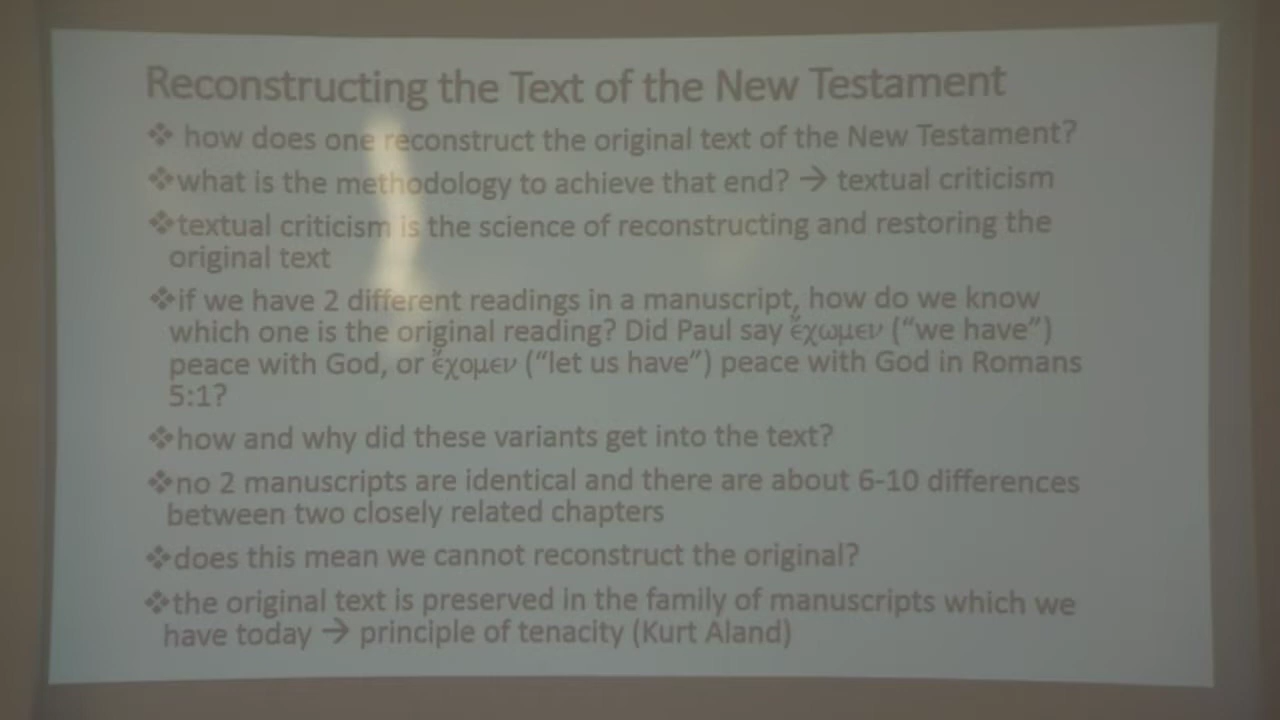 Reconstructing the Text of the New Testament
❖ how does one reconstruct the original text of the New Testament?
❖what is the methodology to achieve that end? → textual criticism
❖textual criticism is the science of reconstructing and restoring the
original text
❖if we have 2 different readings in a manuscript, how do we know
which one is the original reading? Did Paul say ἔχωμεν (“we have”)
peace with God, or ἔχομεν (“let us have”) peace with God in Romans
5:1?
❖how and why did these variants get into the text?
❖no 2 manuscripts are identical and there are about 6-10 differences
between two closely related chapters
❖does this mean we cannot reconstruct the original?
❖the original text is preserved in the family of manuscripts which we
have today → principle of tenacity (Kurt Aland)